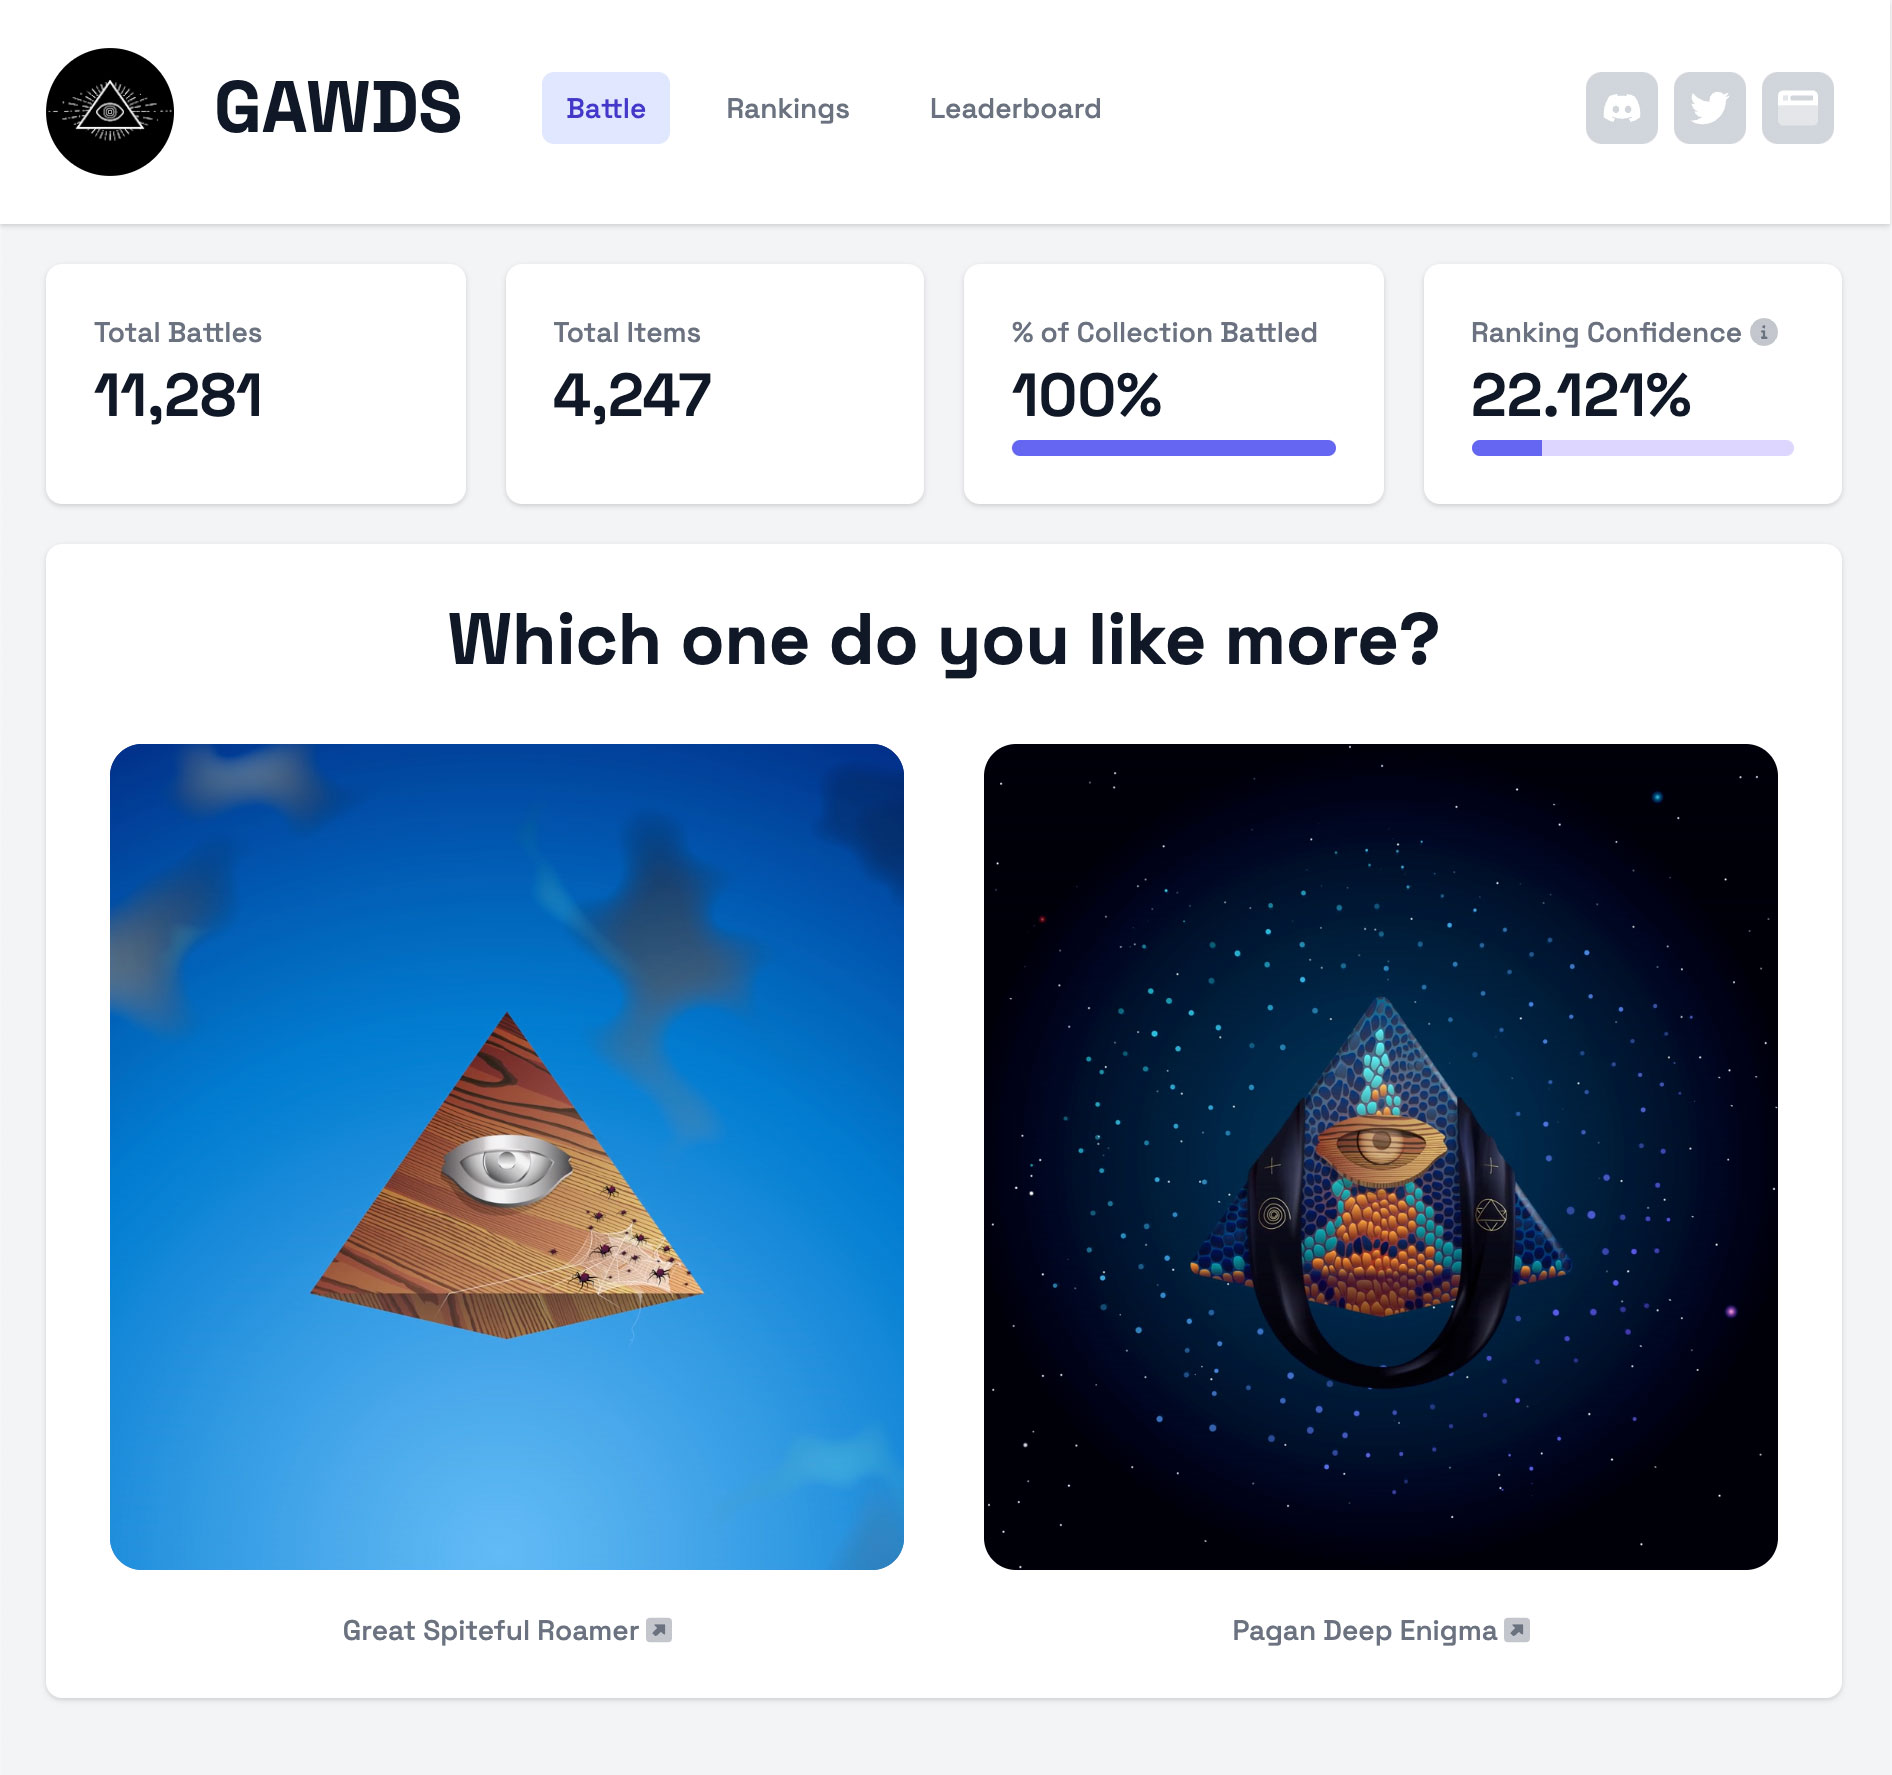 GAWDS
Battle
Rankings
Leaderboard
Total Battles
11,281
Total Items
4,247
% of Collection Battled
100%
Ranking Confidence
22.121%
Which one do you like more?
Great Spiteful Roamer
Pagan Deep Enigma